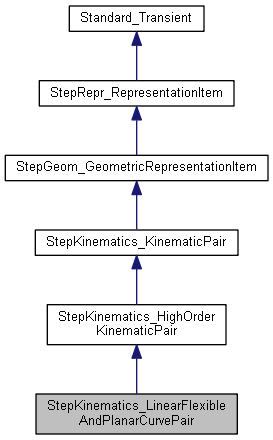 Standard_Transient
StepRepr_RepresentationItem
StepGeom_GeometricRepresentationItem
StepKinematics_KinematicPair
StepKinematics_HighOrder
KinematicPair
StepKinematics_LinearFlexible
AndPlanarCurvePair